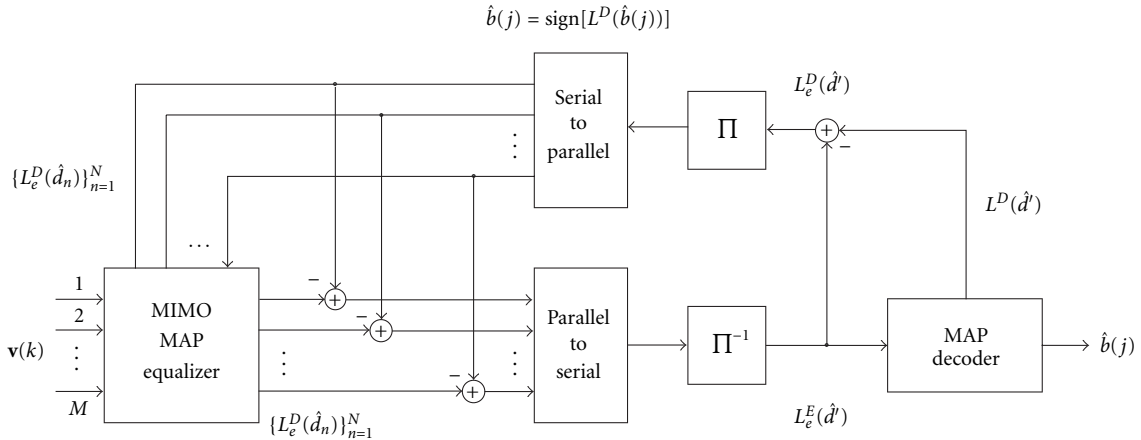 b̂(j) = sign[L^D(b̂(j))]
Serial
to
parallel
⋮
Π
L_e^D(d̂′)
+
−
{L_e^D(d̂_n)}_{n=1}^N
L^D(d̂′)
⋯
1
2
⋮
M
v(k)
MIMO
MAP
equalizer
− +
− +
⋮
− +
{L_e^D(d̂_n)}_{n=1}^N
Parallel
to
serial
⋮
Π^{−1}
L_e^E(d̂′)
MAP
decoder
b̂(j)